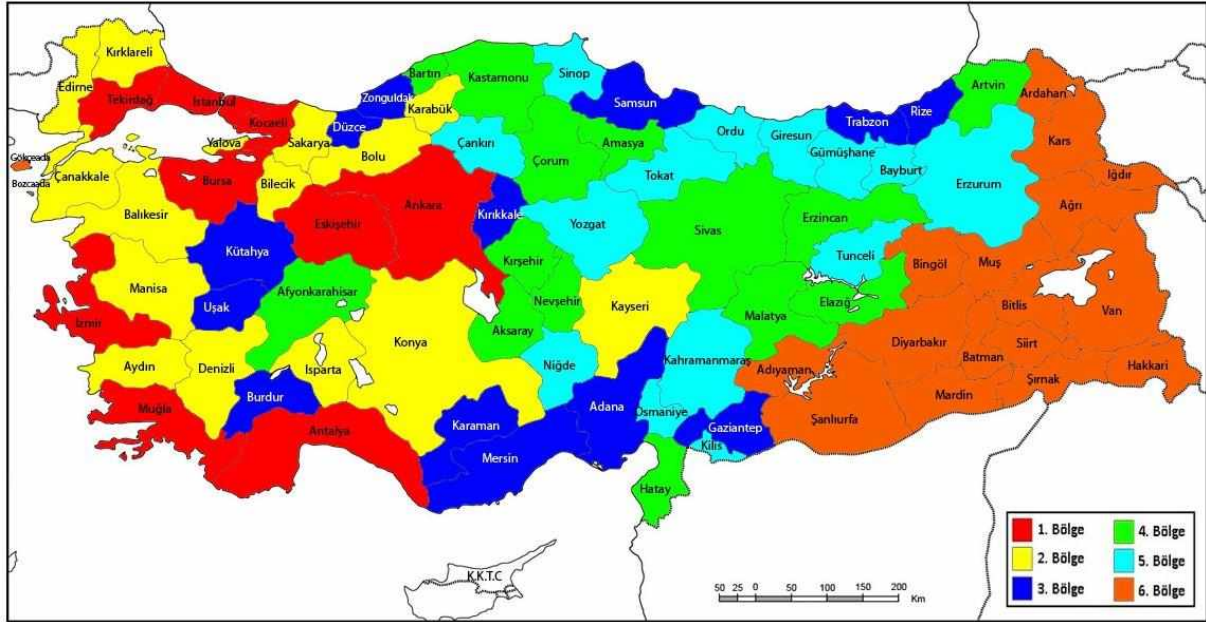 Kırklareli
Edirne
Tekirdağ
İstanbul
Kocaeli
Yalova
Sakarya
Düzce
Zonguldak
Bartın
Karabük
Kastamonu
Sinop
Samsun
Bolu
Çankırı
Çorum
Amasya
Ordu
Giresun
Trabzon
Rize
Artvin
Ardahan
Kars
Gökçeada
Bozcaada
Çanakkale
Bursa
Bilecik
Tokat
Gümüşhane
Bayburt
Erzurum
Iğdır
Ağrı
Balıkesir
Kütahya
Eskişehir
Ankara
Kırıkkale
Yozgat
Sivas
Erzincan
Tunceli
Bingöl
Muş
Manisa
Uşak
Afyonkarahisar
Kırşehir
Nevşehir
Kayseri
Malatya
Elazığ
Bitlis
Van
İzmir
Aydın
Denizli
Isparta
Konya
Aksaray
Niğde
Kahramanmaraş
Adıyaman
Diyarbakır
Batman
Siirt
Şırnak
Hakkari
Muğla
Burdur
Antalya
Karaman
Mersin
Adana
Osmaniye
Gaziantep
Kilis
Şanlıurfa
Mardin
Hatay
K.K.T.C
50 25 0 50 100 150 200
Km
1. Bölge
2. Bölge
3. Bölge
4. Bölge
5. Bölge
6. Bölge